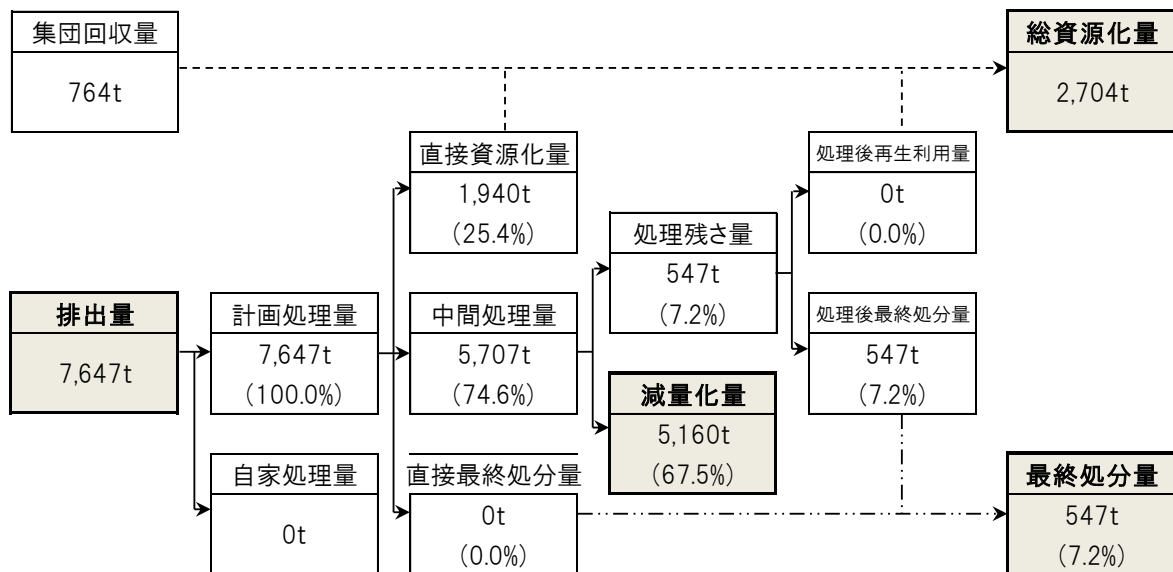 集団回収量
764t
総資源化量
2,704t
直接資源化量
1,940t
(25.4%)
処理後再生利用量
0t
(0.0%)
処理残さ量
547t
(7.2%)
排出量
7,647t
計画処理量
7,647t
(100.0%)
中間処理量
5,707t
(74.6%)
処理後最終処分量
547t
(7.2%)
減量化量
5,160t
(67.5%)
自家処理量
0t
直接最終処分量
0t
(0.0%)
最終処分量
547t
(7.2%)